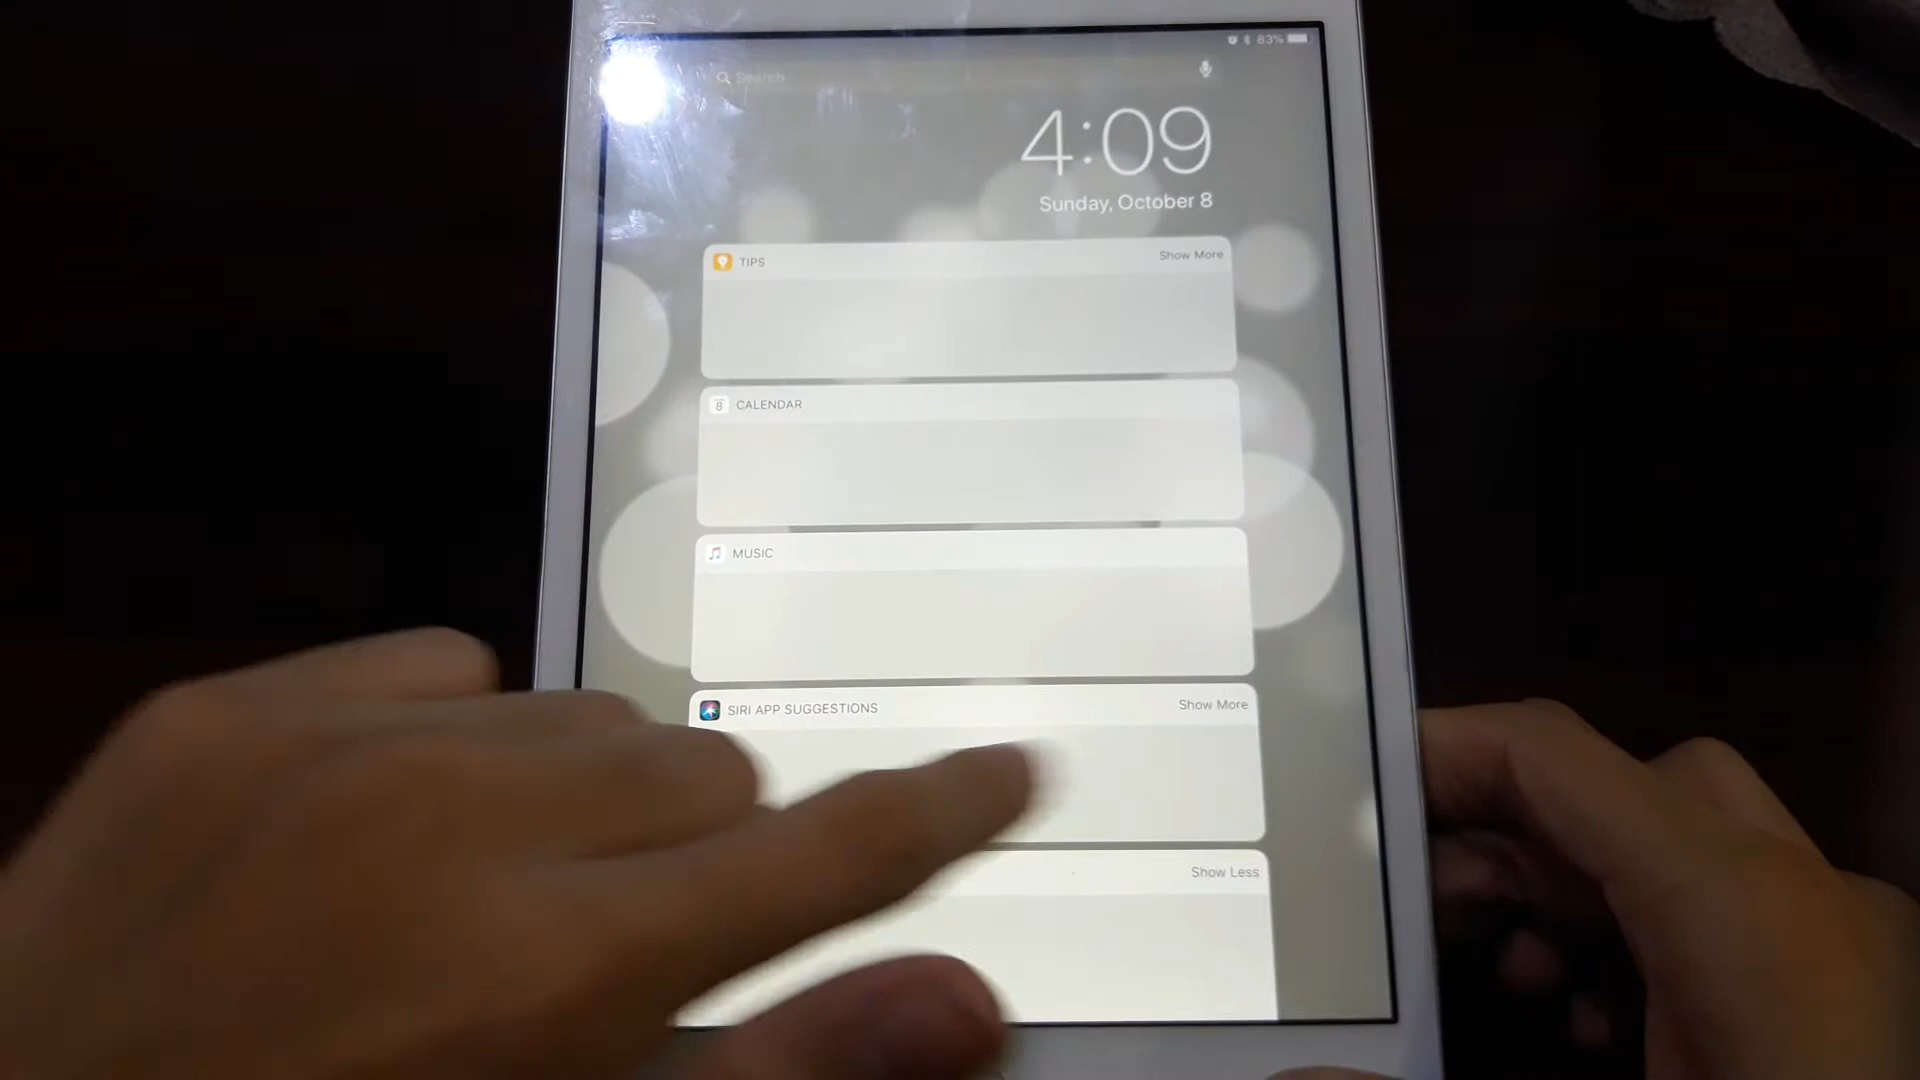 83%
Search
4:09
Sunday, October 8
TIPS
Show More
8
CALENDAR
MUSIC
SIRI APP SUGGESTIONS
Show More
Show Less